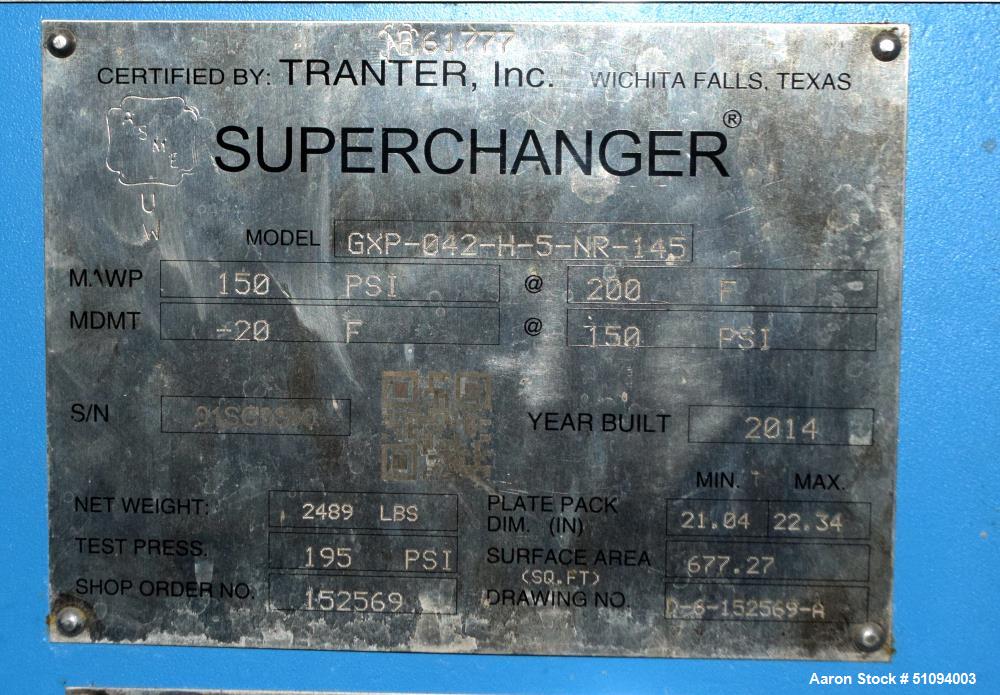 61777
CERTIFIED BY: TRANTER, Inc. WICHITA FALLS, TEXAS
ASME
SUPERCHANGER®
U
W
MODEL GXP-042-H-5-NR-145
MAWP 150 PSI @ 200 F
MDMT -20 F @ 150 PSI
S/N
YEAR BUILT 2014
MIN. MAX.
NET WEIGHT: 2489 LBS
PLATE PACK DIM. (IN) 21.04 22.34
TEST PRESS. 195 PSI
SURFACE AREA (SQ.FT) 677.27
SHOP ORDER NO. 152569
DRAWING NO. D-6-152569-A
Aaron Stock # 51094003